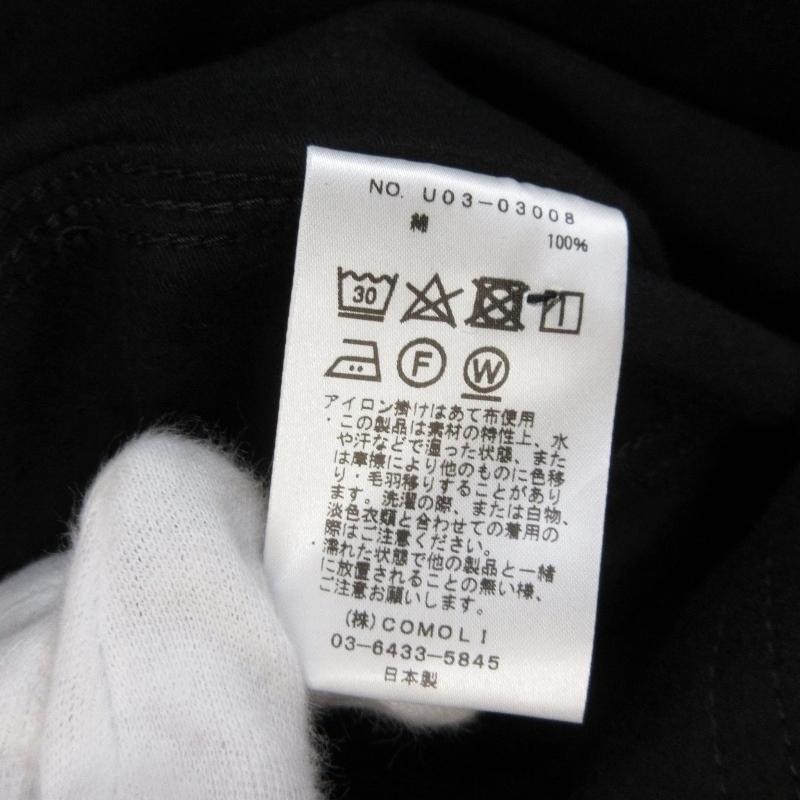 NO. U03-03008
綿 100%
30
F W
アイロン掛けはあて布使用
・この製品は素材の特性上、水
や汗などで湿った状態、また
は摩擦により他のものに色移
り・毛羽移りすることがあり
ます。洗濯の際、または白物、
淡色衣類と合わせての着用の
際はご注意ください。
・濡れた状態で他の製品と一緒
に放置されることの無い様、
ご注意お願いします。
(株)COMOLI
03-6433-5845
日本製